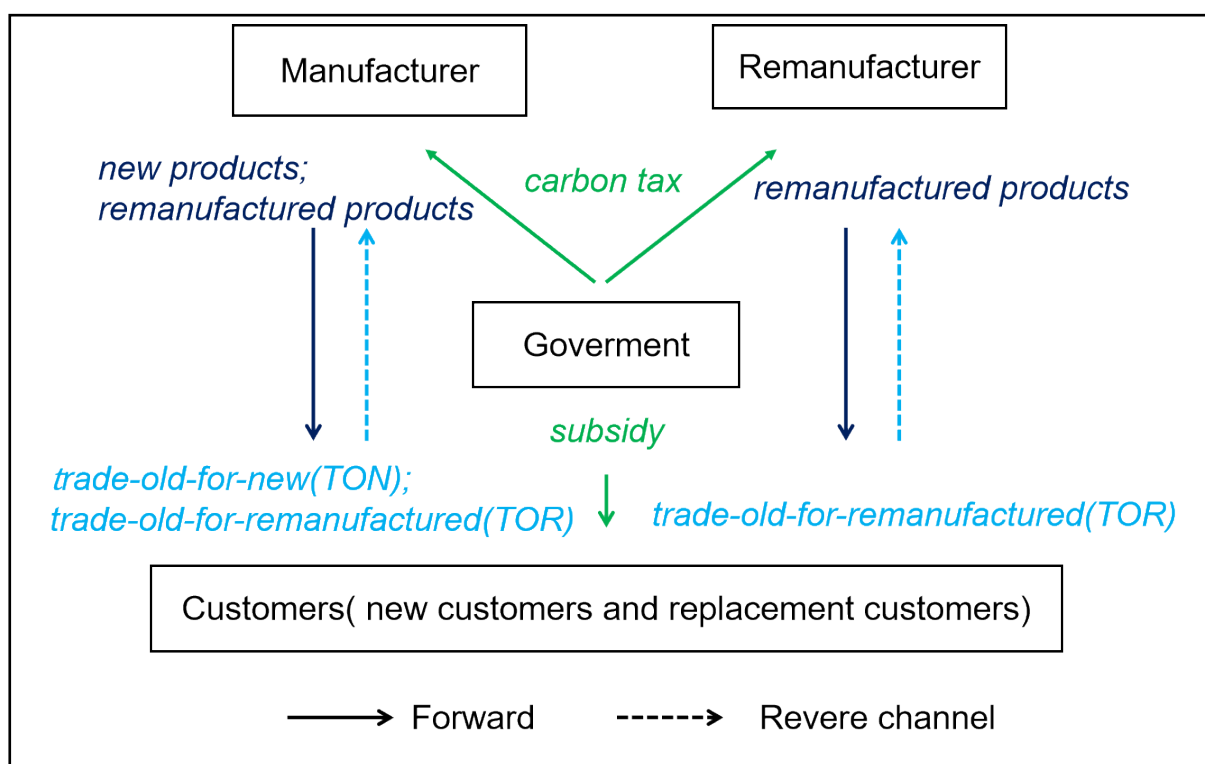 Manufacturer
Remanufacturer
new products;
remanufactured products
carbon tax
remanufactured products
Goverment
subsidy
trade-old-for-new(TON);
trade-old-for-remanufactured(TOR)
trade-old-for-remanufactured(TOR)
Customers( new customers and replacement customers)
Forward
Revere channel